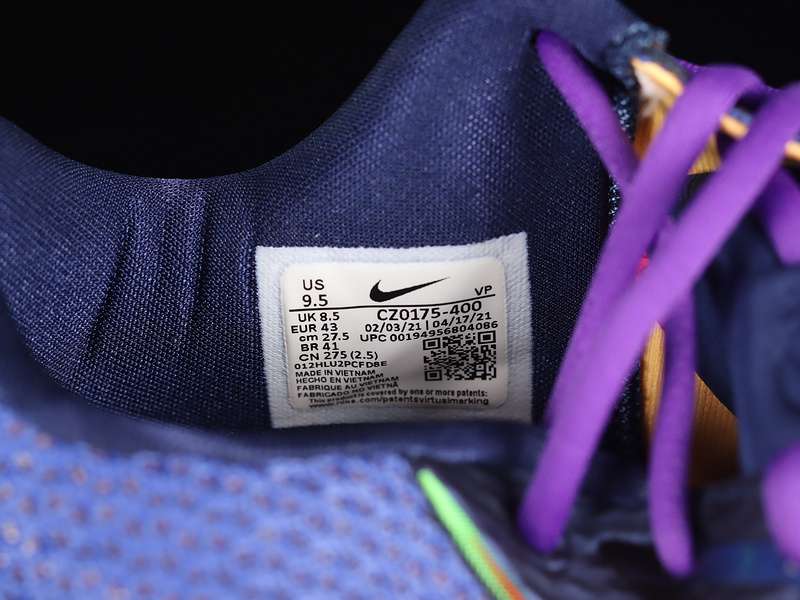 US
9.5
VP
UK 8.5
CZ0175-400
EUR 43
02/03/21 | 04/17/21
cm 27.5
UPC 00194956804086
BR 41
CN 275 (2.5)
012HLU2PCFD8E
MADE IN VIETNAM
HECHO EN VIETNAM
FABRIQUE AU VIETNAM
FABRICADO NO VIETNÃ
This product is covered by one or more patents:
www.nike.com/patentsvirtualmarking